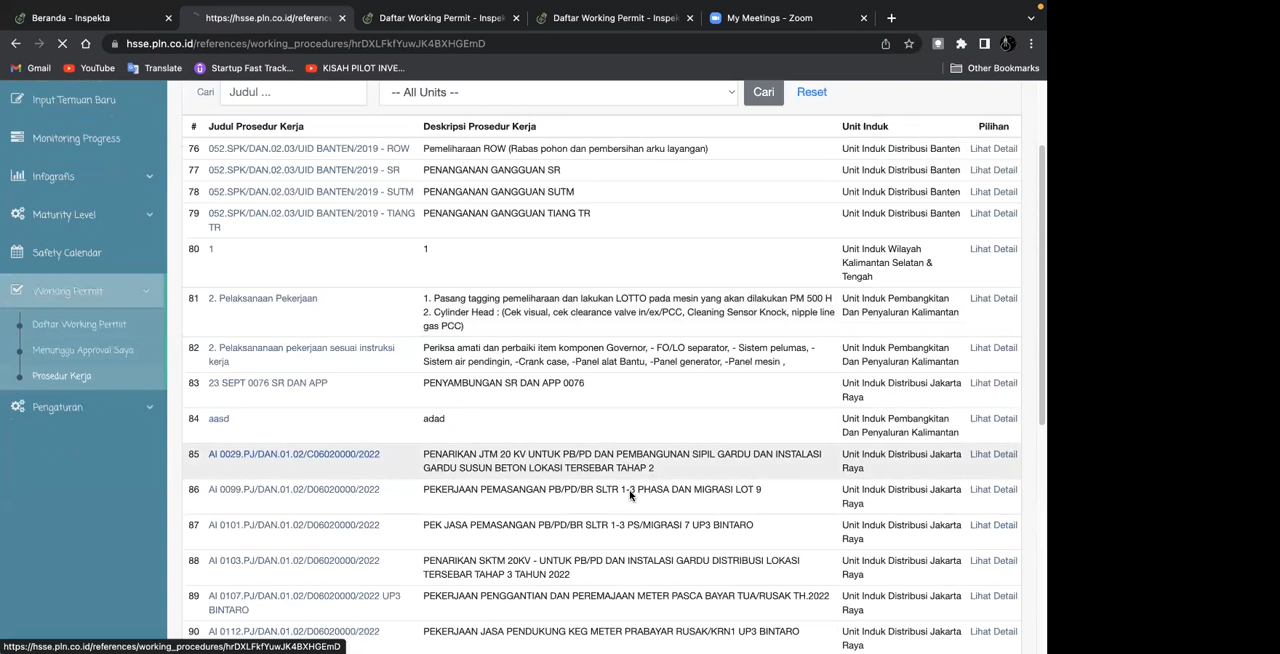 Beranda - Inspekta
https://hsse.pln.co.id/referenc
Daftar Working Permit - Inspek
Daftar Working Permit - Inspek
My Meetings - Zoom
hsse.pln.co.id/references/working_procedures/hrDXLFkfYuwJK4BXHGEmD
Gmail
YouTube
Translate
Startup Fast Track...
KISAH PILOT INVE...
Other Bookmarks
Input Temuan Baru
Monitoring Progress
Infografis
Maturity Level
Safety Calendar
Working Permit
Daftar Working Permit
Menunggu Approval Saya
Prosedur Kerja
Pengaturan
Cari Judul ... -- All Units -- Cari Reset
# Judul Prosedur Kerja Deskripsi Prosedur Kerja Unit Induk Pilihan
76 052.SPK/DAN.02.03/UID BANTEN/2019 - ROW Pemeliharaan ROW (Rabas pohon dan pembersihan arku layangan) Unit Induk Distribusi Banten Lihat Detail
77 052.SPK/DAN.02.03/UID BANTEN/2019 - SR PENANGANAN GANGGUAN SR Unit Induk Distribusi Banten Lihat Detail
78 052.SPK/DAN.02.03/UID BANTEN/2019 - SUTM PENANGANAN GANGGUAN SUTM Unit Induk Distribusi Banten Lihat Detail
79 052.SPK/DAN.02.03/UID BANTEN/2019 - TIANG PENANGANAN GANGGUAN TIANG TR Unit Induk Distribusi Banten Lihat Detail
TR
80 1 1 Unit Induk Wilayah Lihat Detail
Kalimantan Selatan &
Tengah
81 2. Pelaksanaan Pekerjaan 1. Pasang tagging pemeliharaan dan lakukan LOTTO pada mesin yang akan dilakukan PM 500 H Unit Induk Pembangkitan Lihat Detail
2. Cylinder Head : (Cek visual, cek clearance valve in/ex/PCC, Cleaning Sensor Knock, nipple line Dan Penyaluran Kalimantan
gas PCC)
82 2. Pelaksananaan pekerjaan sesuai instruksi Periksa amati dan perbaiki item komponen Governor, - FO/LO separator, - Sistem pelumas, - Unit Induk Pembangkitan Lihat Detail
kerja Sistem air pendingin, -Crank case, -Panel alat Bantu, -Panel generator, -Panel mesin , Dan Penyaluran Kalimantan
83 23 SEPT 0076 SR DAN APP PENYAMBUNGAN SR DAN APP 0076 Unit Induk Distribusi Jakarta Lihat Detail
Raya
84 aasd adad Unit Induk Pembangkitan Lihat Detail
Dan Penyaluran Kalimantan
85 AI 0029.PJ/DAN.01.02/C06020000/2022 PENARIKAN JTM 20 KV UNTUK PB/PD DAN PEMBANGUNAN SIPIL GARDU DAN INSTALASI Unit Induk Distribusi Jakarta Lihat Detail
GARDU SUSUN BETON LOKASI TERSEBAR TAHAP 2 Raya
86 AI 0099.PJ/DAN.01.02/D06020000/2022 PEKERJAAN PEMASANGAN PB/PD/BR SLTR 1-3 PHASA DAN MIGRASI LOT 9 Unit Induk Distribusi Jakarta Lihat Detail
Raya
87 AI 0101.PJ/DAN.01.02/D06020000/2022 PEK JASA PEMASANGAN PB/PD/BR SLTR 1-3 PS/MIGRASI 7 UP3 BINTARO Unit Induk Distribusi Jakarta Lihat Detail
Raya
88 AI 0103.PJ/DAN.01.02/D06020000/2022 PENARIKAN SKTM 20KV - UNTUK PB/PD DAN INSTALASI GARDU DISTRIBUSI LOKASI Unit Induk Distribusi Jakarta Lihat Detail
TERSEBAR TAHAP 3 TAHUN 2022 Raya
89 AI 0107.PJ/DAN.01.02/D06020000/2022 UP3 PEKERJAAN PENGGANTIAN DAN PEREMAJAAN METER PASCA BAYAR TUA/RUSAK TH.2022 Unit Induk Distribusi Jakarta Lihat Detail
BINTARO Raya
90 AI 0112.PJ/DAN.01.02/D06020000/2022 PEKERJAAN JASA PENDUKUNG KEG METER PRABAYAR RUSAK/KRN1 UP3 BINTARO Unit Induk Distribusi Jakarta Lihat Detail
Raya
https://hsse.pln.co.id/references/working_procedures/hrDXLFkfYuwJK4BXHGEmD